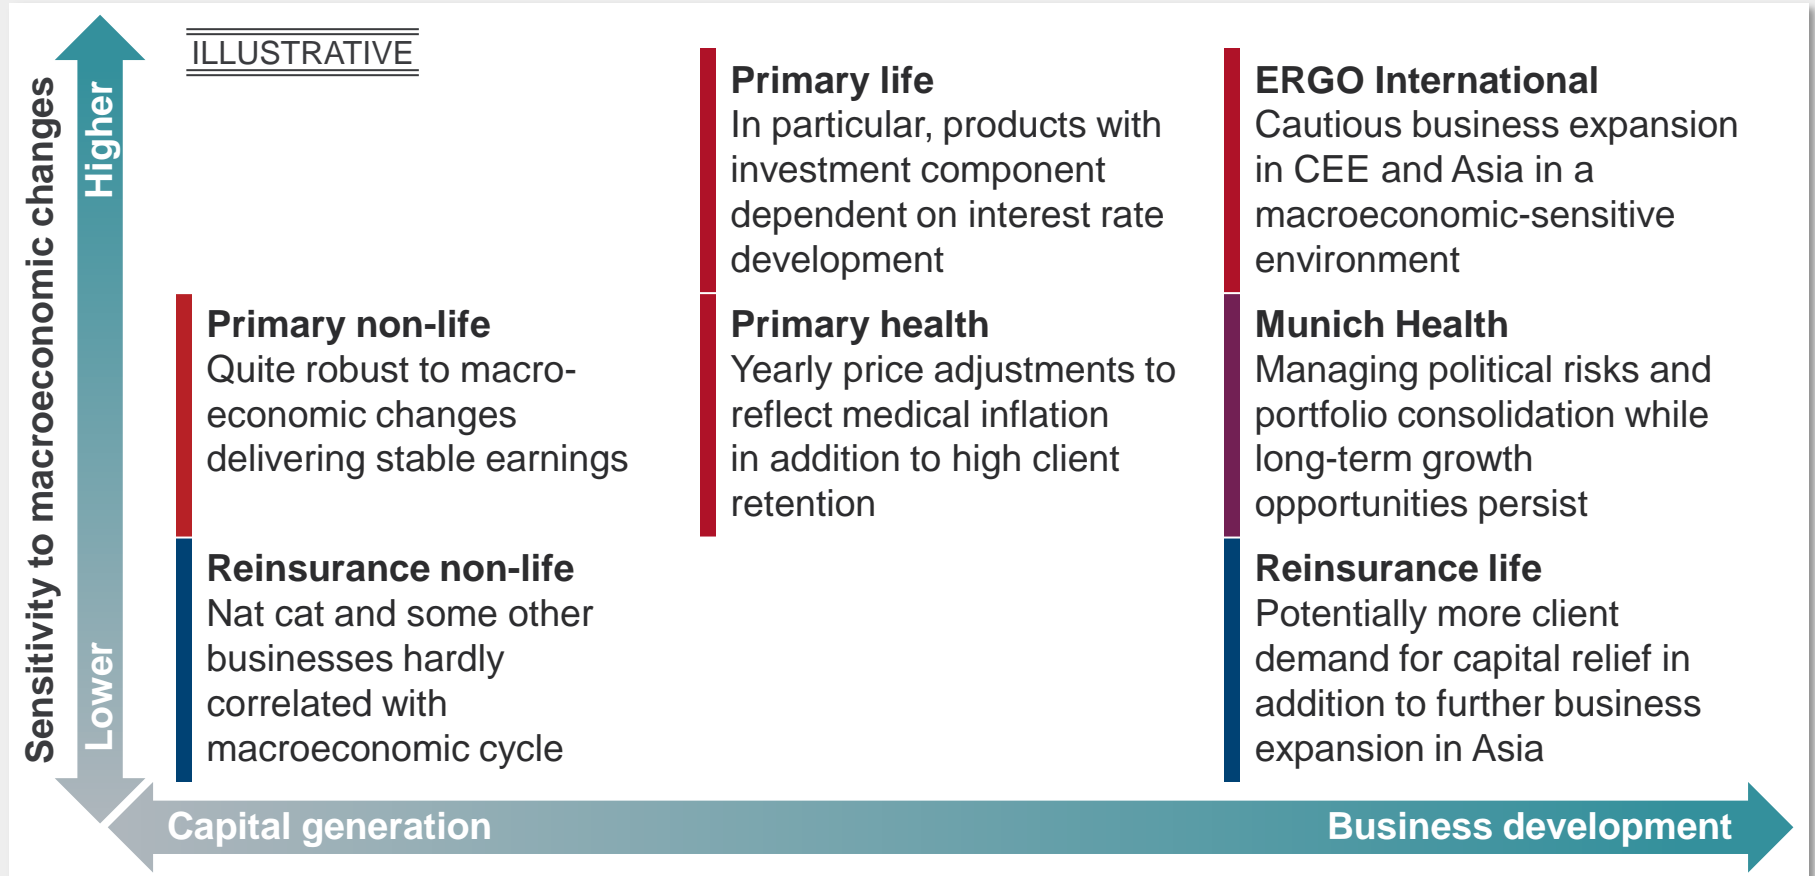 ILLUSTRATIVE
Sensitivity to macroeconomic changes
Higher
Lower
Primary life
In particular, products with
investment component
dependent on interest rate
development
ERGO International
Cautious business expansion
in CEE and Asia in a
macroeconomic-sensitive
environment
Primary non-life
Quite robust to macro-
economic changes
delivering stable earnings
Primary health
Yearly price adjustments to
reflect medical inflation
in addition to high client
retention
Munich Health
Managing political risks and
portfolio consolidation while
long-term growth
opportunities persist
Reinsurance non-life
Nat cat and some other
businesses hardly
correlated with
macroeconomic cycle
Reinsurance life
Potentially more client
demand for capital relief in
addition to further business
expansion in Asia
Capital generation
Business development